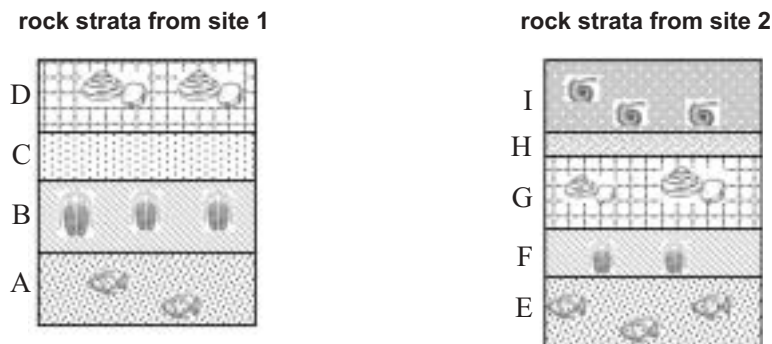 rock strata from site 1
rock strata from site 2
D
C
B
A
I
H
G
F
E